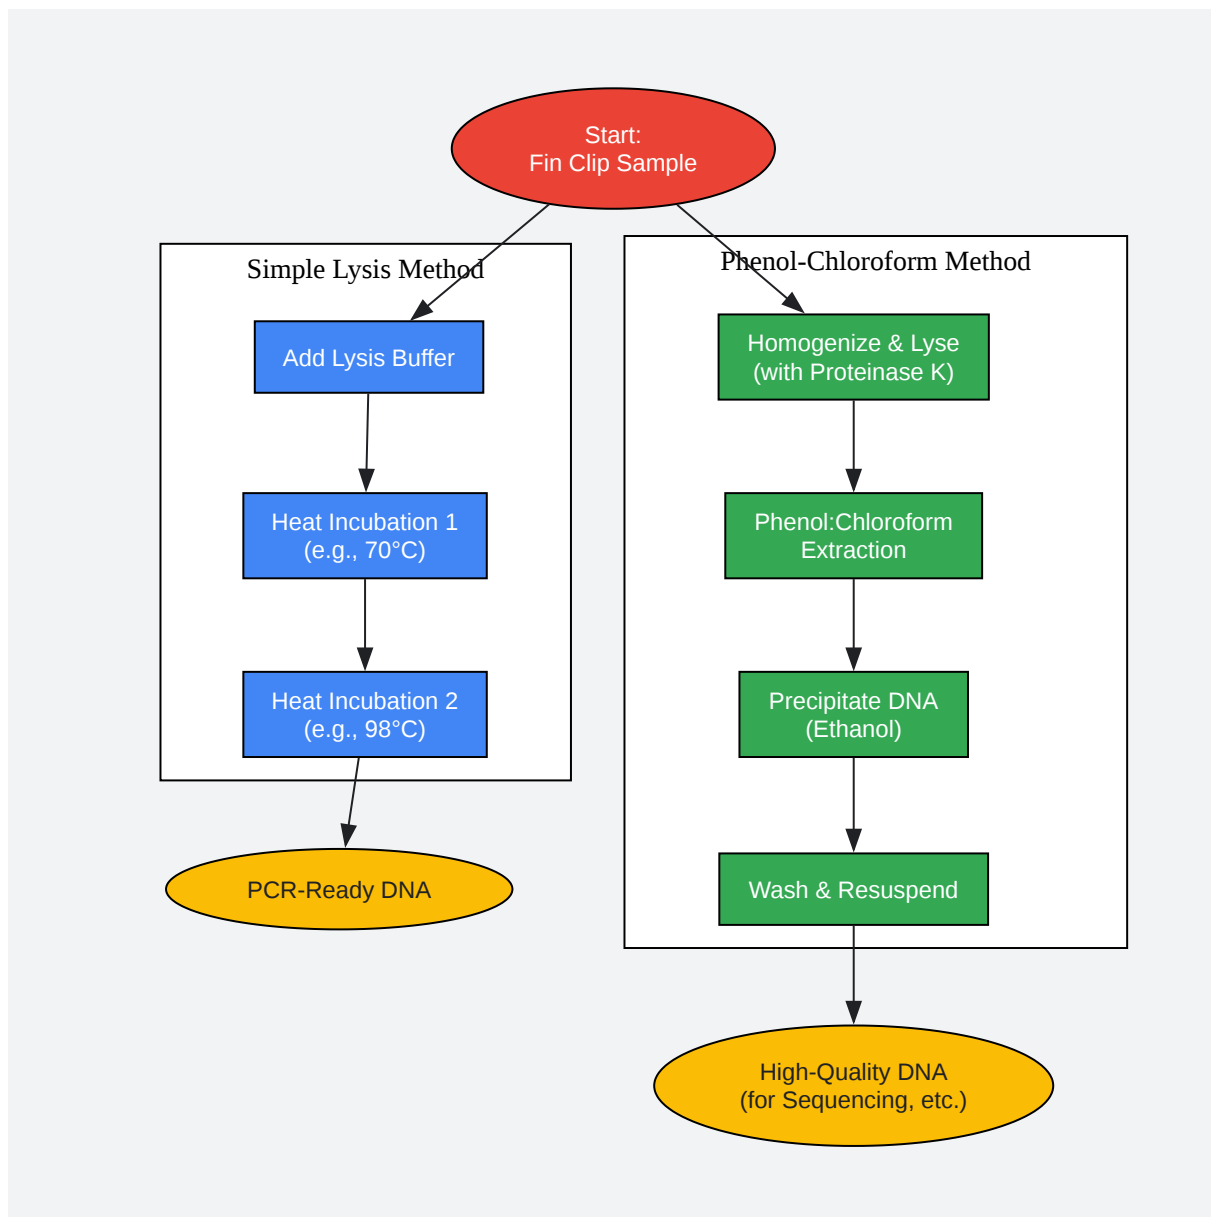 Start:
Fin Clip Sample
Simple Lysis Method
Add Lysis Buffer
Heat Incubation 1
(e.g., 70°C)
Heat Incubation 2
(e.g., 98°C)
PCR-Ready DNA
Phenol-Chloroform Method
Homogenize & Lyse
(with Proteinase K)
Phenol:Chloroform
Extraction
Precipitate DNA
(Ethanol)
Wash & Resuspend
High-Quality DNA
(for Sequencing, etc.)